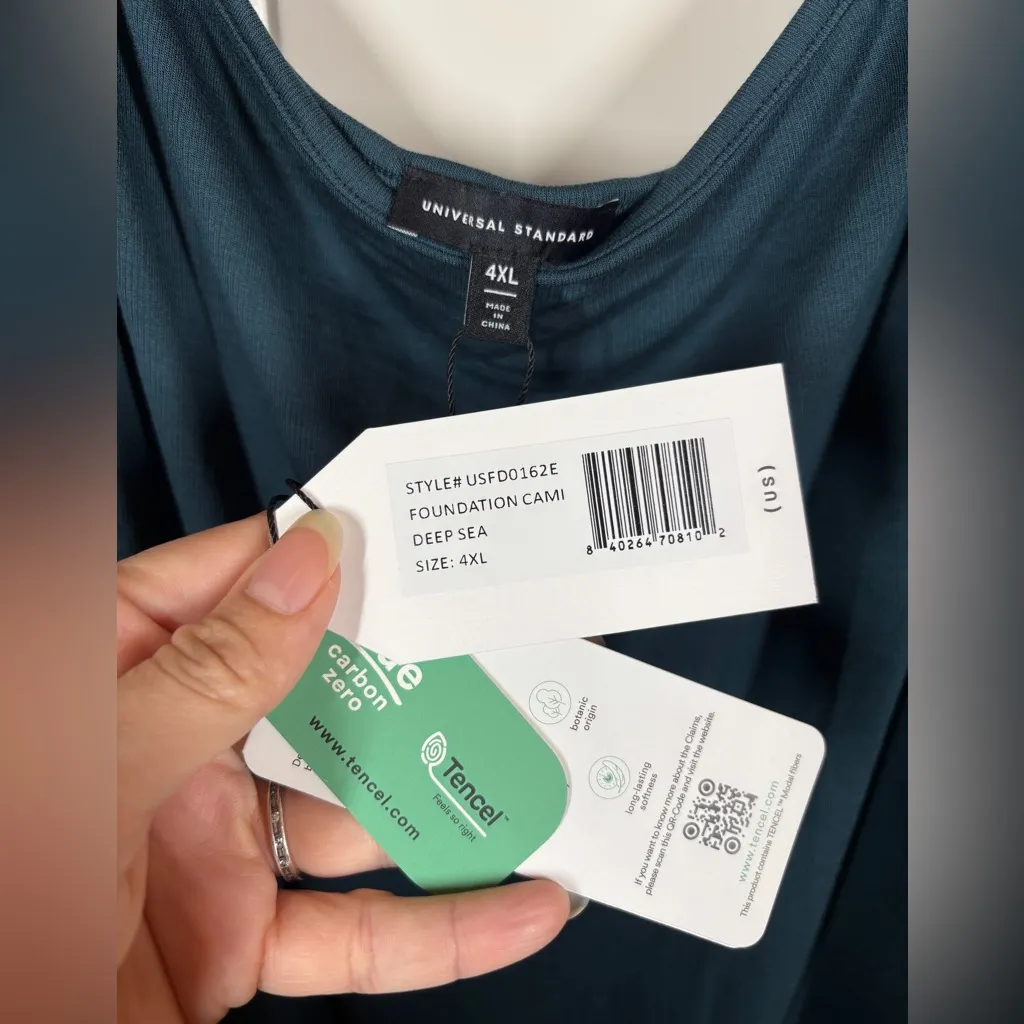 UNIVERSAL STANDARD
4XL
MADE
IN
CHINA
STYLE# USFD0162E
FOUNDATION CAMI
DEEP SEA
SIZE: 4XL
8 40264 70810 2
(US)
carbon
zero
www.tencel.com
Tencel™
Feels so right
botanic
origin
long-lasting
softness
If you want to know more about the Claims,
please scan this QR-Code and visit the website.
www.tencel.com
This product contains TENCEL™ Modal fibers